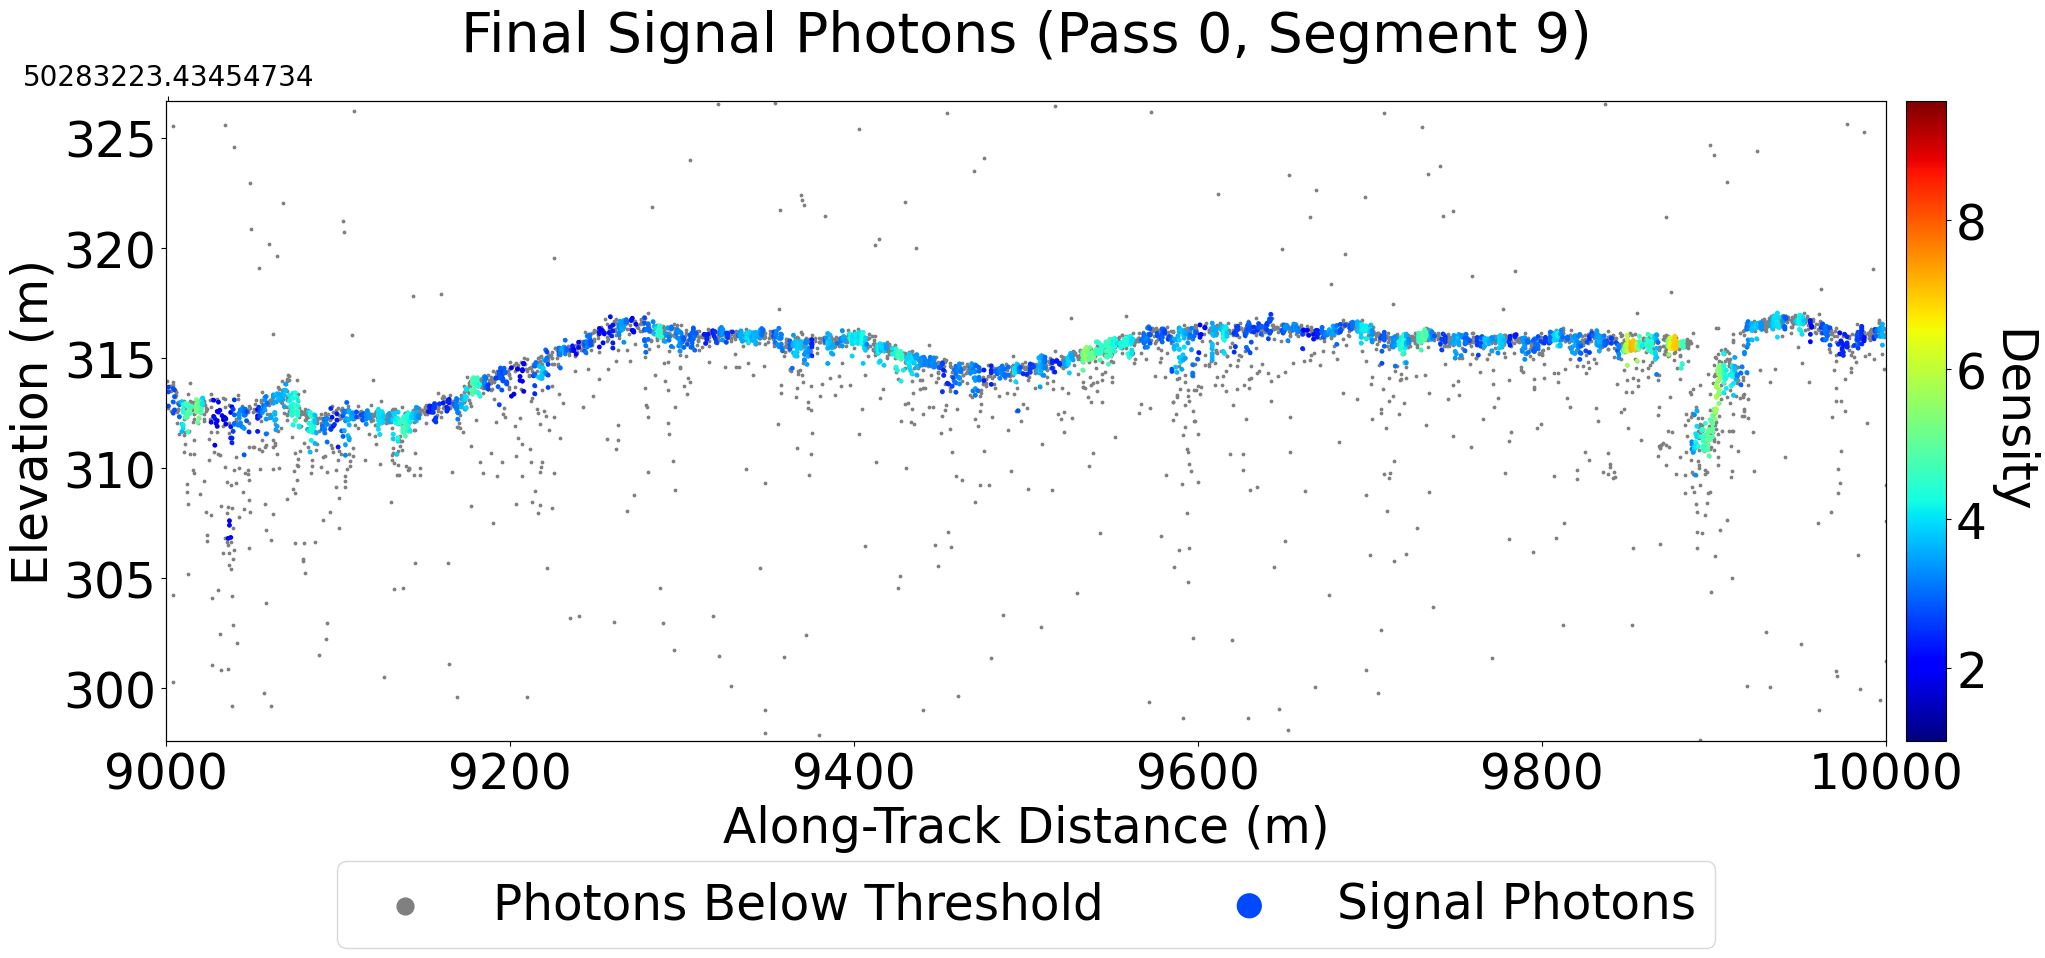 Final Signal Photons (Pass 0, Segment 9)
50283223.43454734
325
320
315
310
305
300
Elevation (m)
9000
9200
9400
9600
9800
10000
Along-Track Distance (m)
8
6
4
2
Density
Photons Below Threshold
Signal Photons